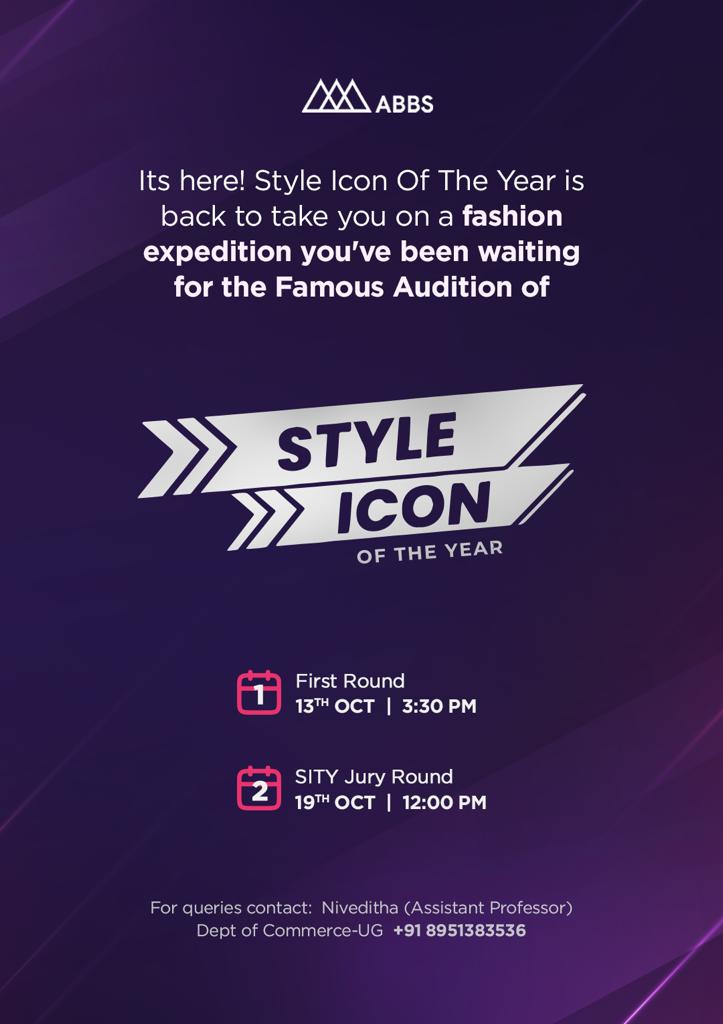 ABBS
Its here! Style Icon Of The Year is
back to take you on a fashion
expedition you've been waiting
for the Famous Audition of
STYLE
ICON
OF THE YEAR
1
First Round
13TH OCT | 3:30 PM
2
SITY Jury Round
19TH OCT | 12:00 PM
For queries contact: Niveditha (Assistant Professor)
Dept of Commerce-UG +91 8951383536